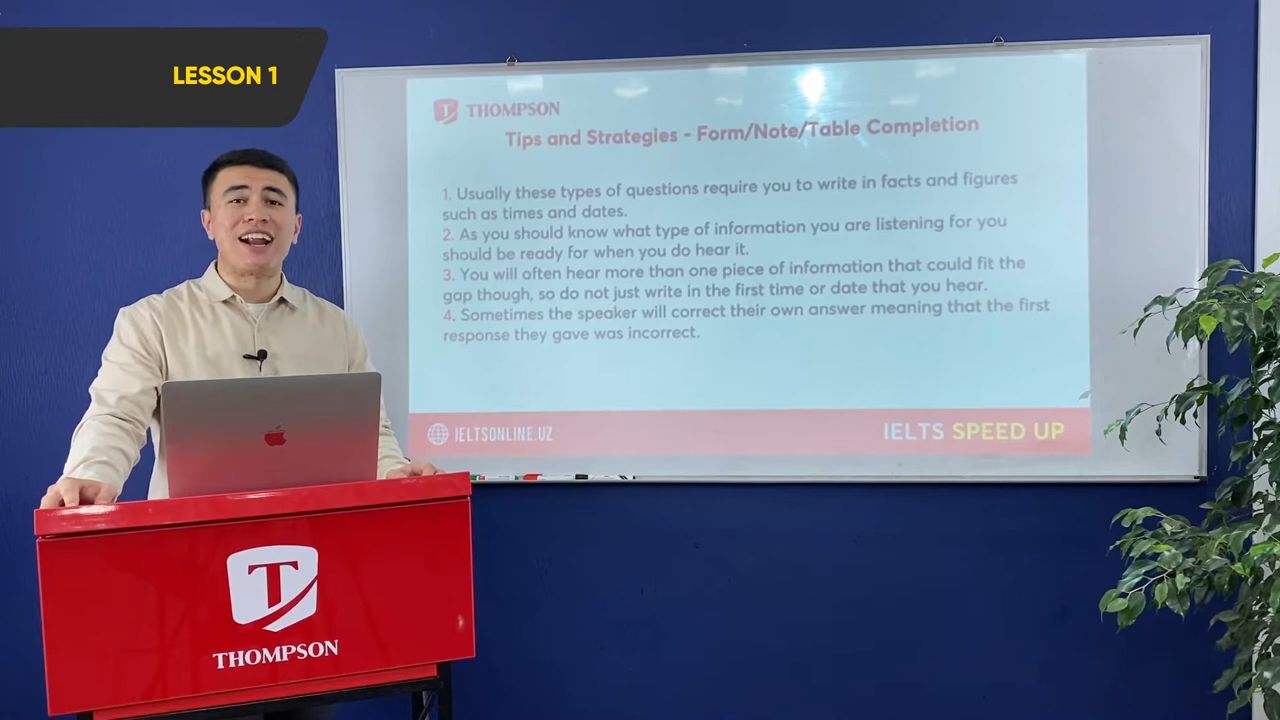 LESSON 1
THOMPSON
Tips and Strategies - Form/Note/Table Completion
1. Usually these types of questions require you to write in facts and figures
such as times and dates.
2. As you should know what type of information you are listening for you
should be ready for when you do hear it.
3. You will often hear more than one piece of information that could fit the
gap though, so do not just write in the first time or date that you hear.
4. Sometimes the speaker will correct their own answer meaning that the first
response they gave was incorrect.
IELTSONLINE.UZ
IELTS SPEED UP
T
THOMPSON